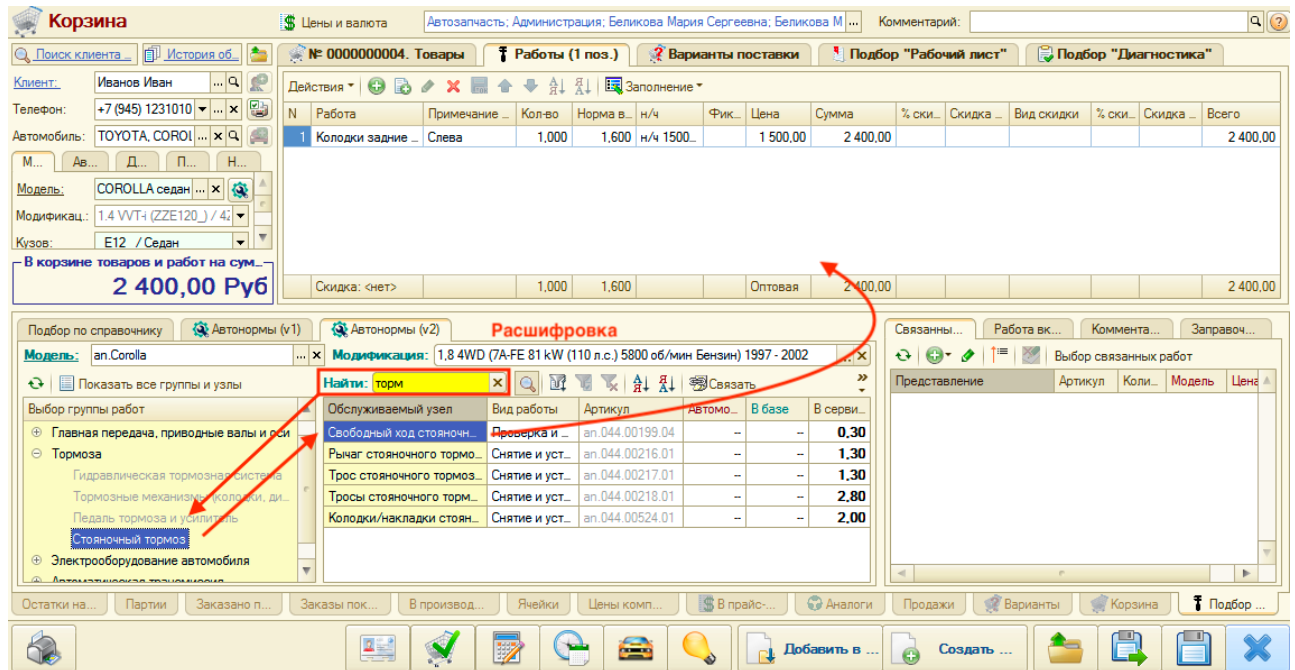 Корзина
Цены и валюта
Автозапчасть; Администрация; Беликова Мария Сергеевна; Беликова М ...
Комментарий:
Поиск клиента ...
История об...
№ 0000000004. Товары
Работы (1 поз.)
Варианты поставки
Подбор "Рабочий лист"
Подбор "Диагностика"
Клиент: Иванов Иван
Телефон: +7 (945) 1231010
Автомобиль: TOYOTA, COROL
М... Ав... Д... П... Н...
Модель: COROLLA седан
Модификац.: 1.4 VVT-i (ZZE120_) / 4Z
Кузов: E12 / Седан
В корзине товаров и работ на сум...
2 400,00 Руб
Действия
Заполнение
N Работа Примечание ... Кол-во Норма в... н/ч Фик... Цена Сумма % ски... Скидка ... Вид скидки % ски... Скидка ... Всего
1 Колодки задние ... Слева 1,000 1,600 н/ч 1500... 1 500,00 2 400,00 2 400,00
Скидка: <нет> 1,000 1,600 Оптовая 2 400,00 2 400,00
Подбор по справочнику
Автонормы (v1)
Автонормы (v2)
Расшифровка
Модель: an.Corolla
Модификация: 1,8 4WD (7A-FE 81 kW (110 л.с.) 5800 об/мин Бензин) 1997 - 2002
Показать все группы и узлы
Найти: торм
Связать
Выбор группы работ
Главная передача, приводные валы и оси
Тормоза
Гидравлическая тормозная система
Тормозные механизмы (колодки, ди...
Педаль тормоза и усилитель
Стояночный тормоз
Электрооборудование автомобиля
Автоматическая трансмиссия
Обслуживаемый узел Вид работы Артикул Автомо... В базе В серви...
Свободный ход стояночн... Проверка и ... an.044.00199.04 -- -- 0,30
Рычаг стояночного тормо... Снятие и уст... an.044.00216.01 -- -- 1,30
Трос стояночного тормоз... Снятие и уст... an.044.00217.01 -- -- 1,30
Тросы стояночного торм... Снятие и уст... an.044.00218.01 -- -- 2,80
Колодки/накладки стоян... Снятие и уст... an.044.00524.01 -- -- 2,00
Связанны... Работа вк... Коммента... Заправоч...
Выбор связанных работ
Представление Артикул Коли... Модель Цена
Остатки на... Партии Заказано п... Заказы пок... В производ... Ячейки Цены комп... В прайс-... Аналоги Продажи Варианты Корзина Подбор ...
Добавить в ...
Создать ...